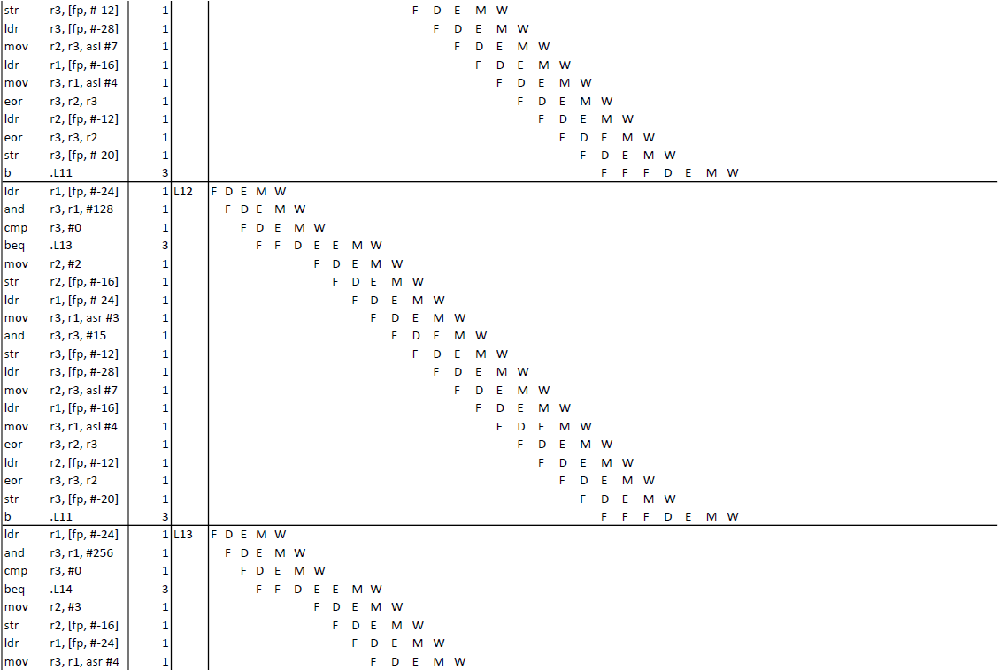 str r3, [fp, #-12] 1 F D E M W
ldr r3, [fp, #-28] 1 F D E M W
mov r2, r3, asl #7 1 F D E M W
ldr r1, [fp, #-16] 1 F D E M W
mov r3, r1, asl #4 1 F D E M W
eor r3, r2, r3 1 F D E M W
ldr r2, [fp, #-12] 1 F D E M W
eor r3, r3, r2 1 F D E M W
str r3, [fp, #-20] 1 F D E M W
b .L11 3 F F F D E M W
ldr r1, [fp, #-24] 1 L12 F D E M W
and r3, r1, #128 1 F D E M W
cmp r3, #0 1 F D E M W
beq .L13 3 F F D E E M W
mov r2, #2 1 F D E M W
str r2, [fp, #-16] 1 F D E M W
ldr r1, [fp, #-24] 1 F D E M W
mov r3, r1, asr #3 1 F D E M W
and r3, r3, #15 1 F D E M W
str r3, [fp, #-12] 1 F D E M W
ldr r3, [fp, #-28] 1 F D E M W
mov r2, r3, asl #7 1 F D E M W
ldr r1, [fp, #-16] 1 F D E M W
mov r3, r1, asl #4 1 F D E M W
eor r3, r2, r3 1 F D E M W
ldr r2, [fp, #-12] 1 F D E M W
eor r3, r3, r2 1 F D E M W
str r3, [fp, #-20] 1 F D E M W
b .L11 3 F F F D E M W
ldr r1, [fp, #-24] 1 L13 F D E M W
and r3, r1, #256 1 F D E M W
cmp r3, #0 1 F D E M W
beq .L14 3 F F D E E M W
mov r2, #3 1 F D E M W
str r2, [fp, #-16] 1 F D E M W
ldr r1, [fp, #-24] 1 F D E M W
mov r3, r1, asr #4 1 F D E M W